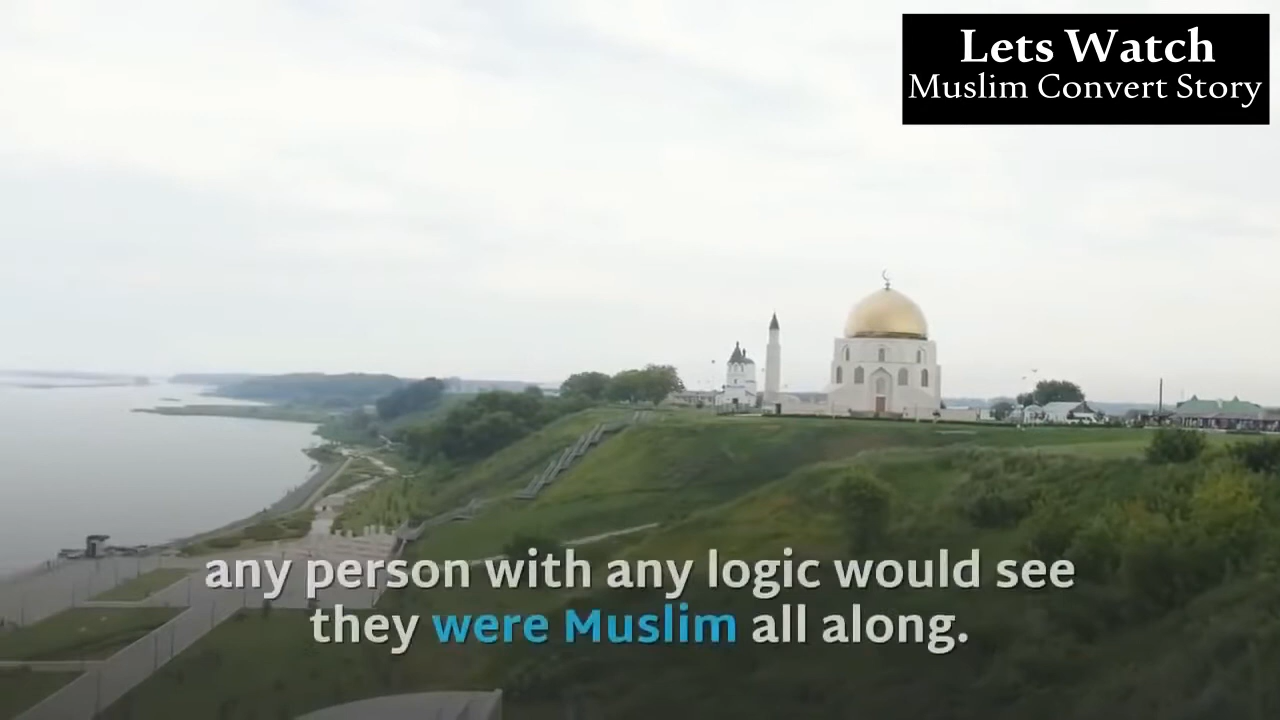 Lets Watch
Muslim Convert Story
any person with any logic would see
they were Muslim all along.